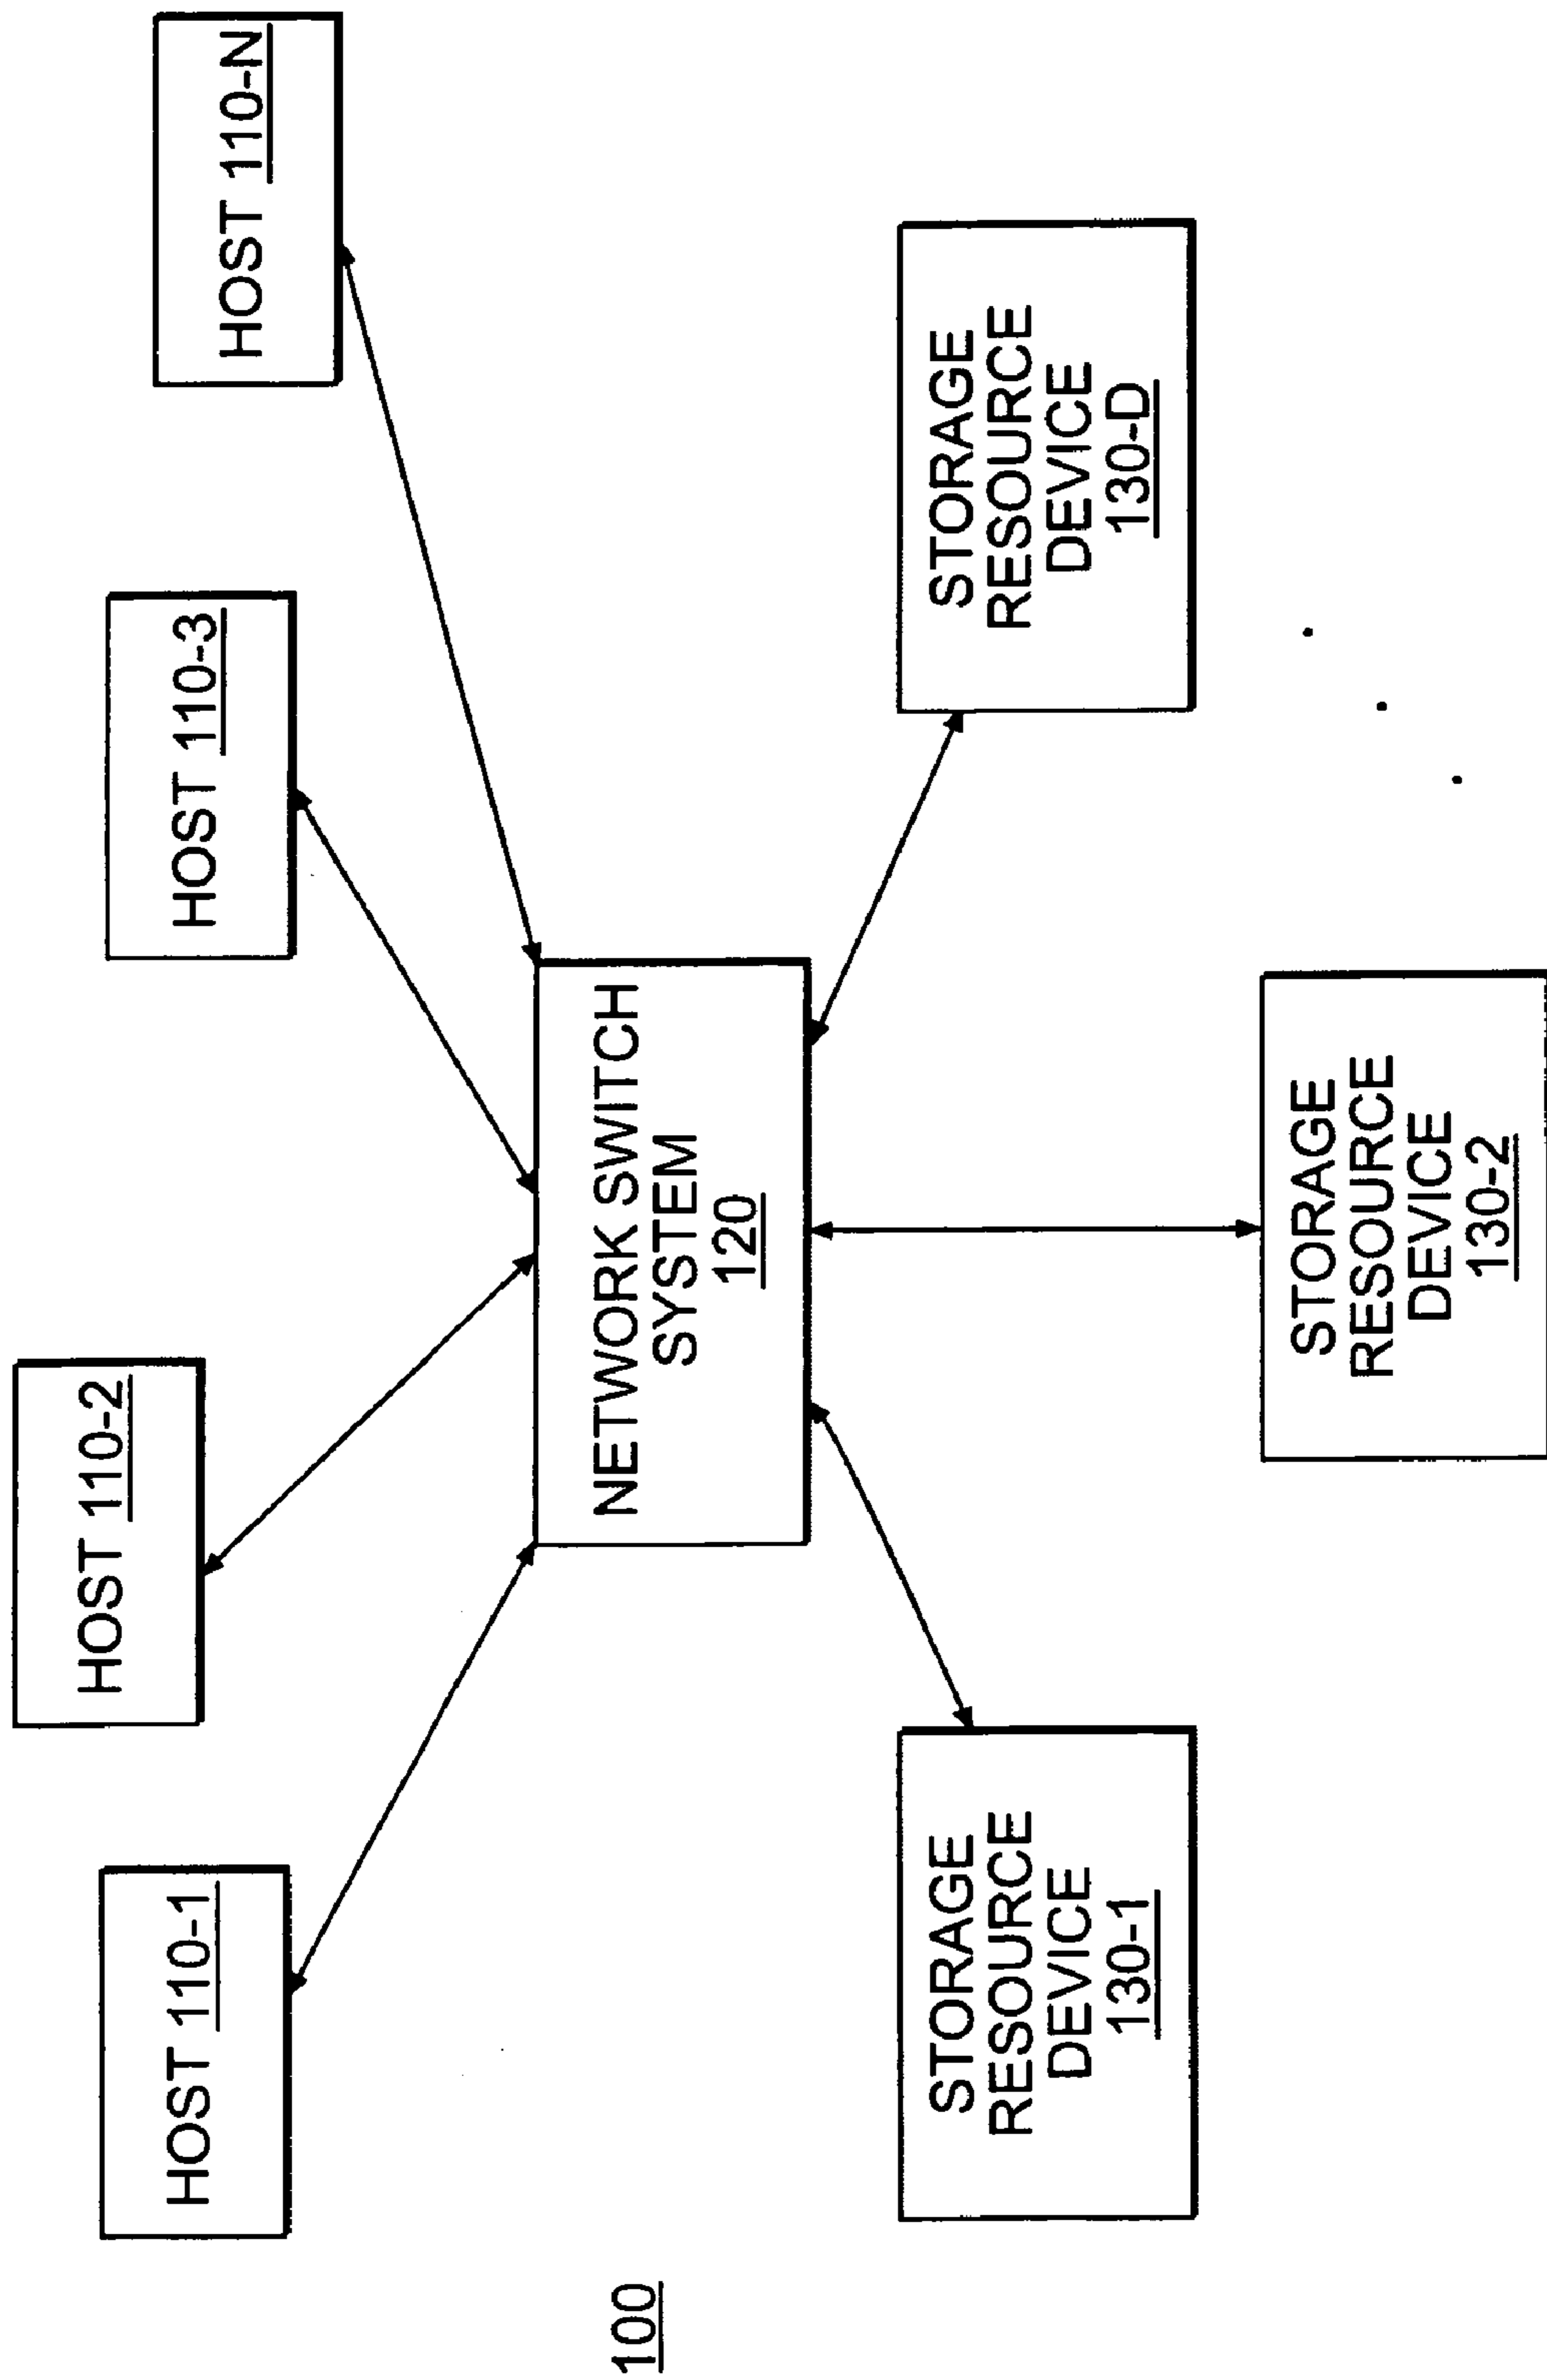 HOST 110-1
HOST 110-2
HOST 110-3
HOST 110-N
100
NETWORK SWITCH
SYSTEM
120
STORAGE
RESOURCE
DEVICE
130-1
STORAGE
RESOURCE
DEVICE
130-2
STORAGE
RESOURCE
DEVICE
130-D